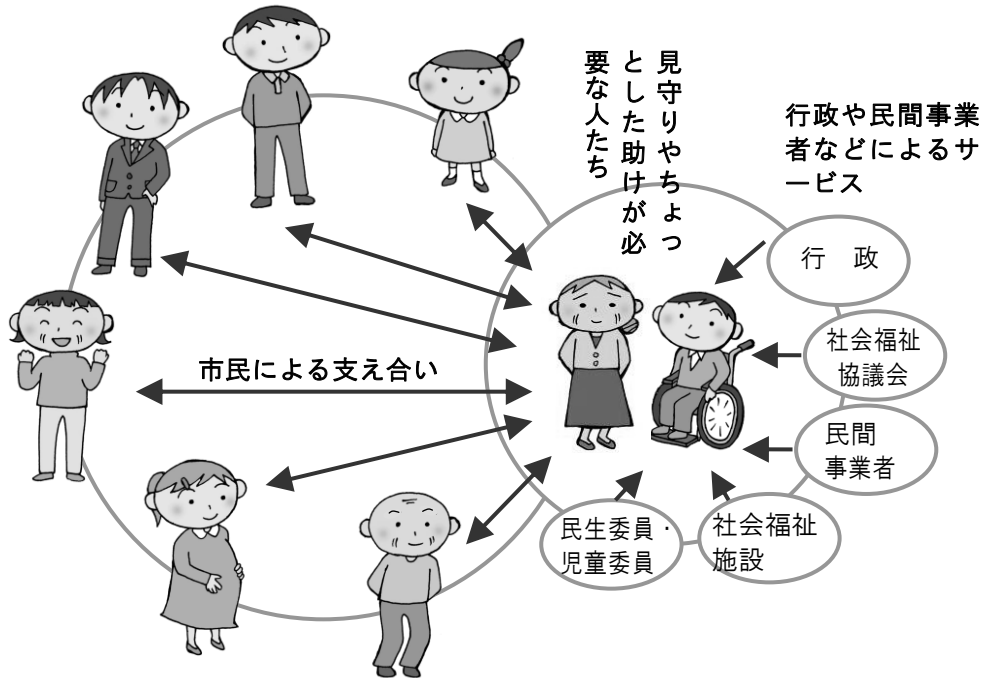 見守りやちょっ
とした助けが必
要な人たち
行政や民間事業
者などによるサ
ービス
行　政
社会福祉
協議会
市民による支え合い
民間
事業者
民生委員・
児童委員
社会福祉
施設